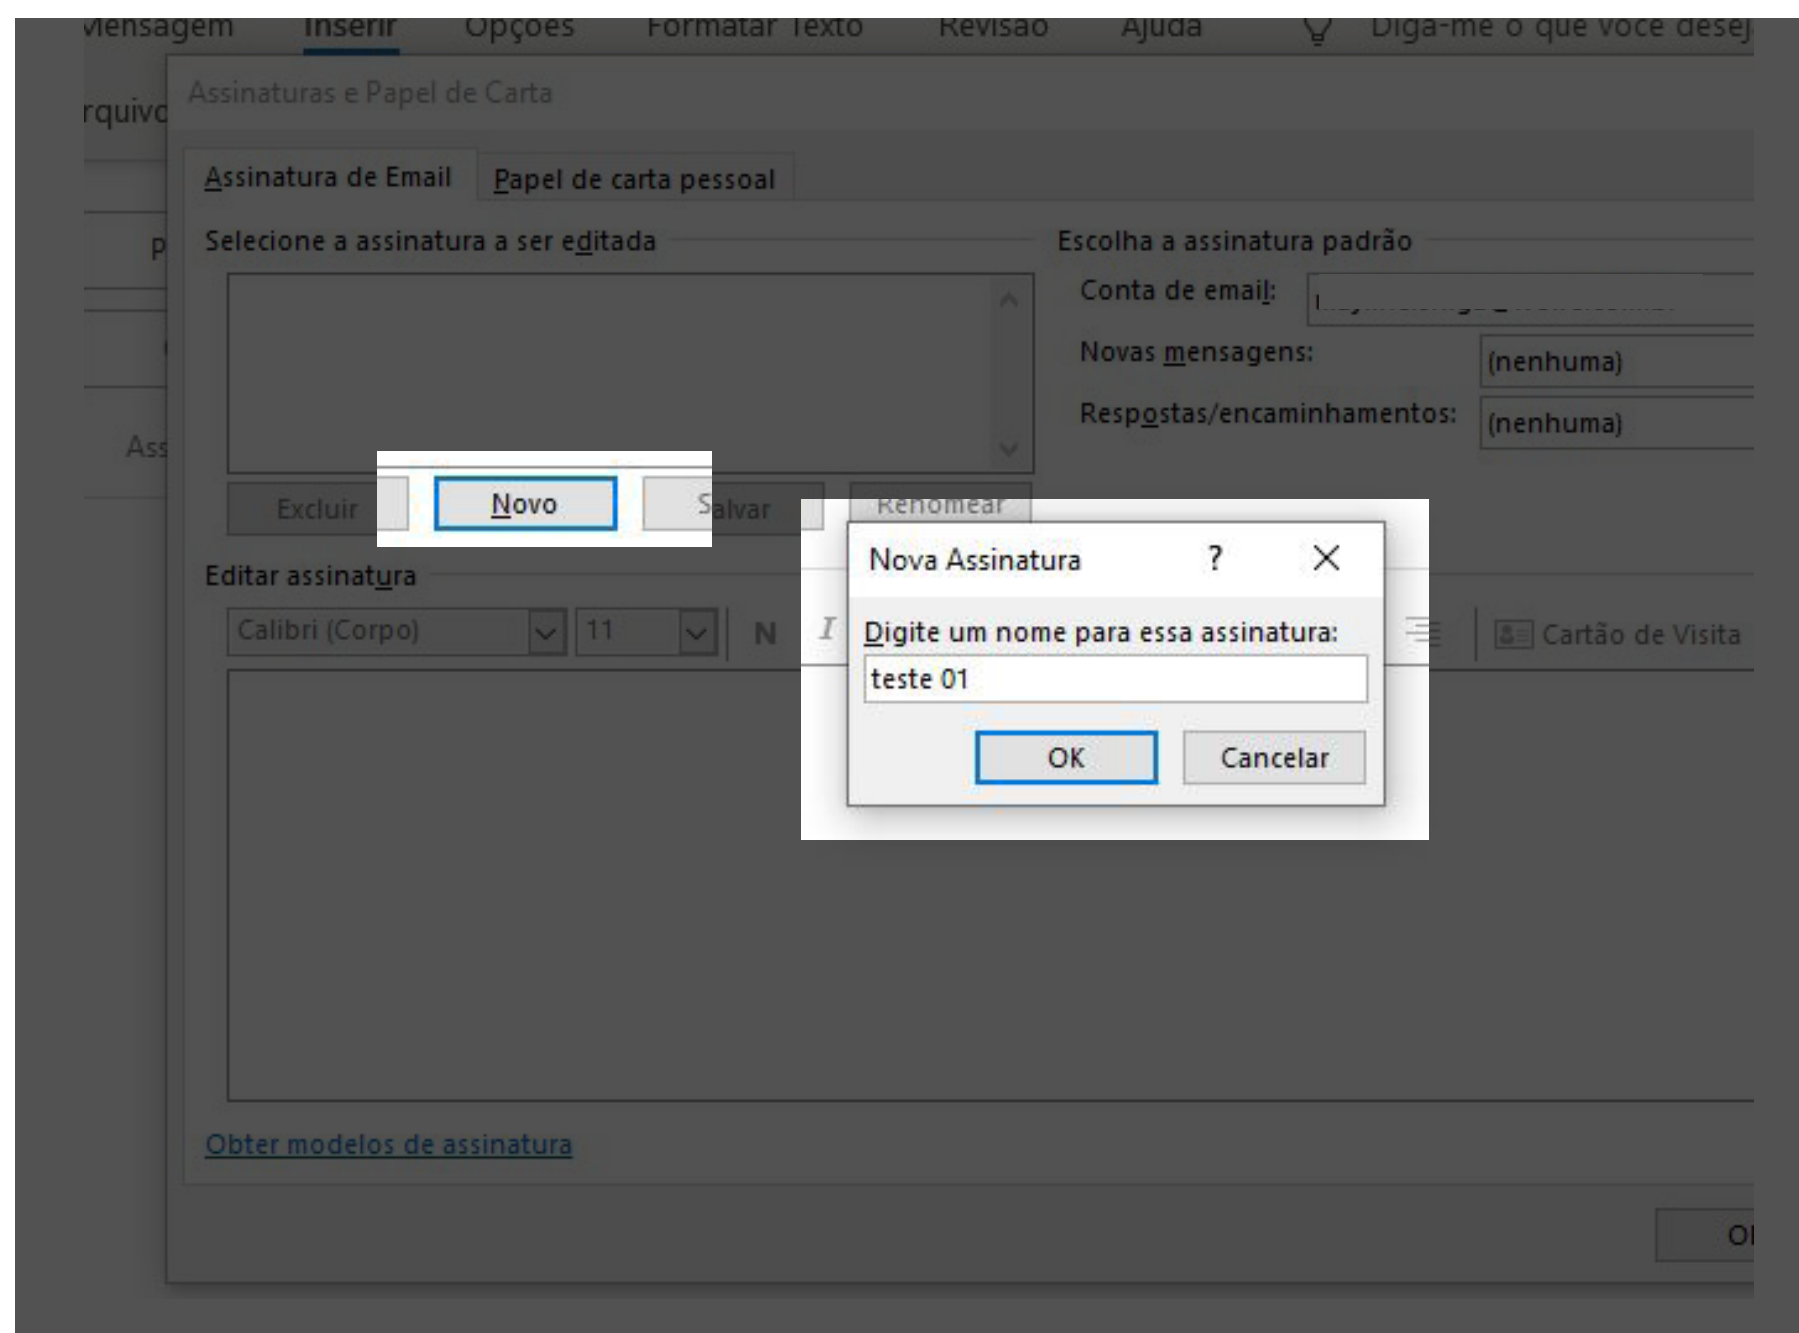 Mensagem Inserir Opções Formatar Texto Revisão Ajuda Diga-me o que você desej
rquivo
Assinaturas e Papel de Carta
Assinatura de Email Papel de carta pessoal
Selecione a assinatura a ser editada
Escolha a assinatura padrão
P
Conta de email:
Novas mensagens: (nenhuma)
Respostas/encaminhamentos: (nenhuma)
Ass
Excluir Novo Salvar Renomear
Nova Assinatura ?
Editar assinatura
Calibri (Corpo) 11 N I
Digite um nome para essa assinatura:
Cartão de Visita
teste 01
OK Cancelar
Obter modelos de assinatura